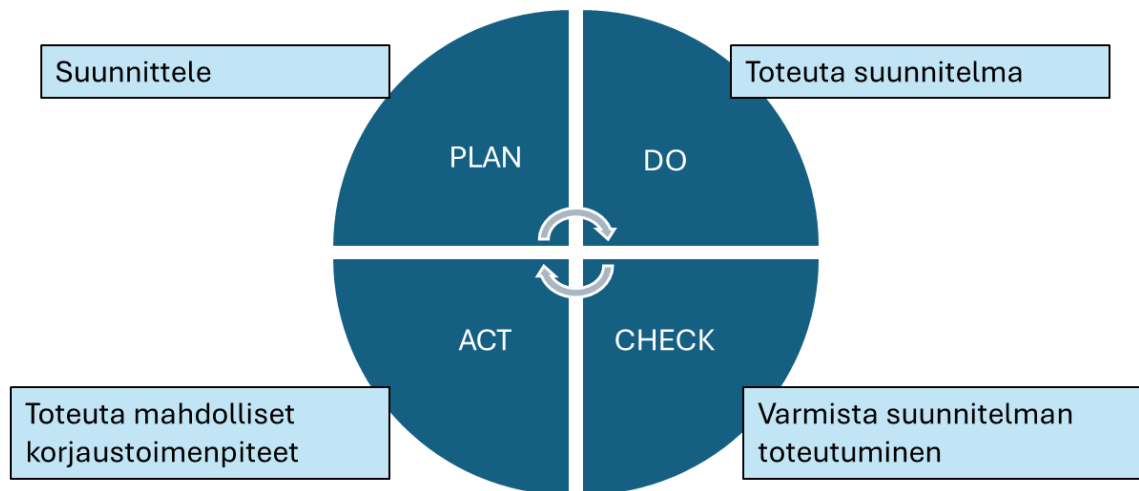 Suunnittele
Toteuta suunnitelma
PLAN
DO
ACT
CHECK
Toteuta mahdolliset
korjaustoimenpiteet
Varmista suunnitelman
toteutuminen